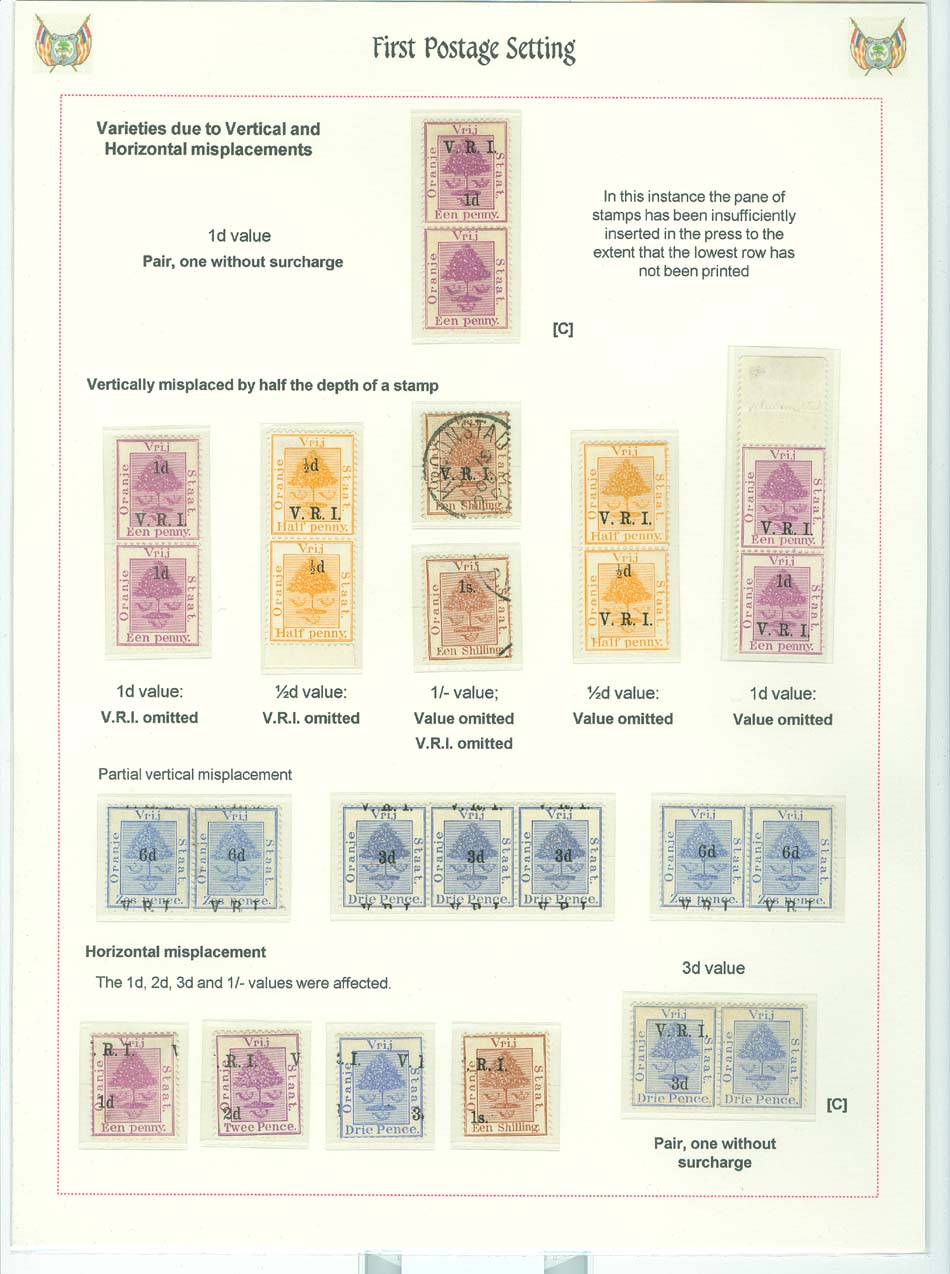 First Postage Setting
Varieties due to Vertical and
Horizontal misplacements
Vrij
V. R. I.
Oranje
Staat.
1d
Een penny.
Vrij
Oranje
Staat.
Een penny.
1d value
Pair, one without surcharge
In this instance the pane of
stamps has been insufficiently
inserted in the press to the
extent that the lowest row has
not been printed
[C]
Vertically misplaced by half the depth of a stamp
Vrij
1d
Oranje
Staat.
V. R. I.
Een penny.
Vrij
1d
Oranje
Staat.
Een penny.
Vrij
½d
Oranje
Staat.
V. R. I.
Half penny.
Vrij
½d
Oranje
Staat.
Half penny.
V. R. I.
Een Shilling.
Vrij
1s.
Oranje
Staat.
Een Shilling.
Vrij
Oranje
Staat.
V. R. I.
Half penny.
Vrij
½d
Oranje
Staat.
V. R. I.
Half penny.
Vrij
Oranje
Staat.
V. R. I.
Een penny.
Vrij
1d
Oranje
Staat.
V. R. I.
Een penny.
1d value:
V.R.I. omitted
½d value:
V.R.I. omitted
1/- value;
Value omitted
V.R.I. omitted
½d value:
Value omitted
1d value:
Value omitted
Partial vertical misplacement
Vrij Vrij
Oranje Staat. Oranje Staat.
6d 6d
Zes pence. Zes pence.
V R I V R I
V. R. I. V. R. I. V. R. I.
Vrij Vrij Vrij
Oranje Staat. Oranje Staat. Oranje Staat.
3d 3d 3d
Drie Pence. Drie Pence. Drie Pence.
Vrij Vrij
Oranje Staat. Oranje Staat.
6d 6d
Zes pence. Zes pence.
V R I V R I
Horizontal misplacement
The 1d, 2d, 3d and 1/- values were affected.
3d value
Vrij
. R. I. V
Oranje
Staat.
1d
Een penny.
Vrij
. R. I. V
Oranje
Staat.
2d
Twee Pence.
Vrij
. I. V. I
Oranje
Staat.
3.
Drie Pence.
Vrij
. R. I.
Oranje
Staat.
1s.
Een Shilling.
Vrij Vrij
V. R. I.
Oranje Staat. Oranje Staat.
3d
Drie Pence. Drie Pence.
[C]
Pair, one without
surcharge